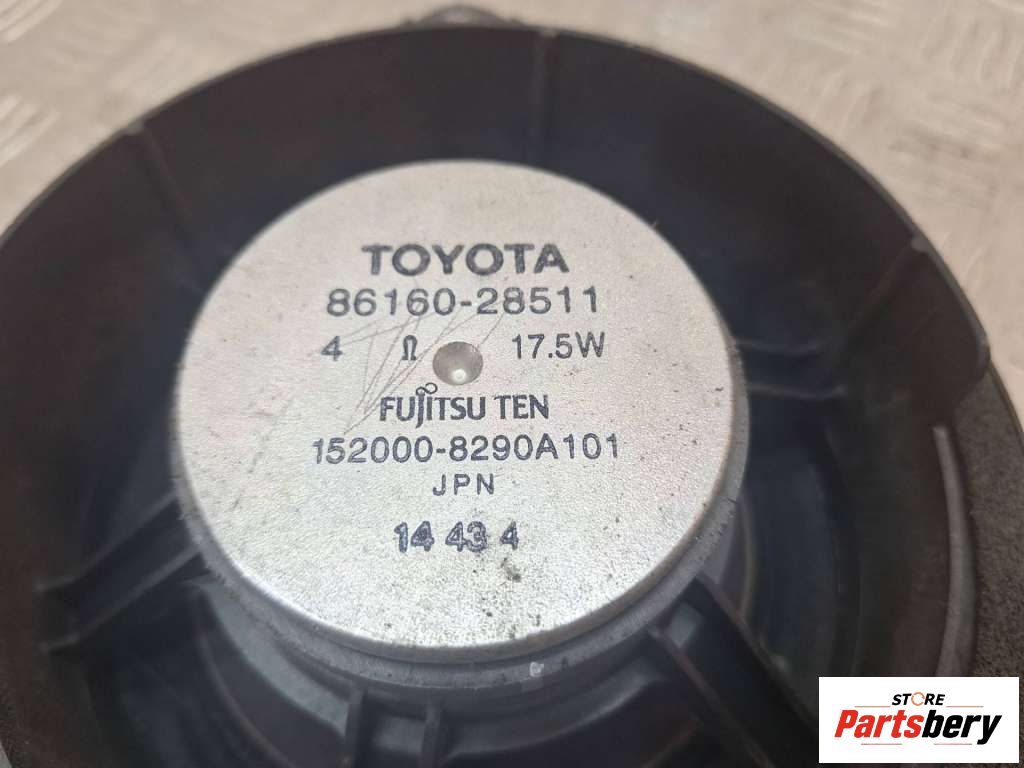 TOYOTA
86160-28511
4 Ω 17.5W
FUJITSU TEN
152000-8290A101
JPN
14 43 4
STORE
Partsbery